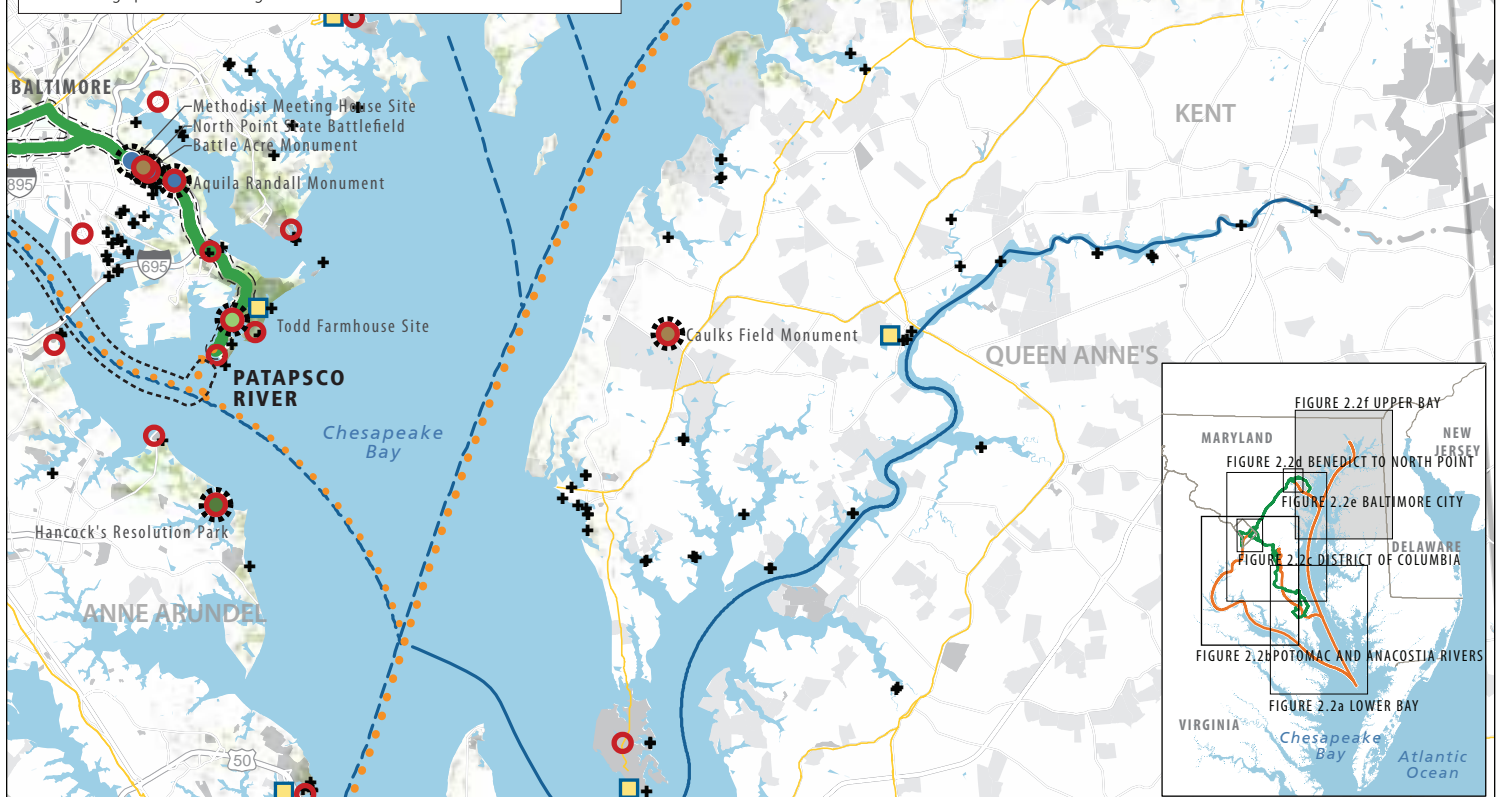 BALTIMORE
Methodist Meeting House Site
North Point State Battlefield
Battle Acre Monument
Aquila Randall Monument
895
695
Todd Farmhouse Site
PATAPSCO
RIVER
Chesapeake
Bay
Hancock's Resolution Park
ANNE ARUNDEL
50
KENT
Caulks Field Monument
QUEEN ANNE'S
FIGURE 2.2f UPPER BAY
MARYLAND
NEW
JERSEY
FIGURE 2.2d BENEDICT TO NORTH POINT
FIGURE 2.2e BALTIMORE CITY
DELAWARE
FIGURE 2.2c DISTRICT OF COLUMBIA
FIGURE 2.2b POTOMAC AND ANACOSTIA RIVERS
FIGURE 2.2a LOWER BAY
VIRGINIA
Chesapeake
Bay
Atlantic
Ocean